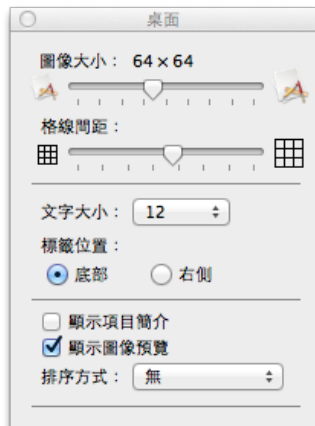 桌面
圖像大小： 64×64
格線間距：
文字大小： 12
標籤位置：
底部 右側
顯示項目簡介
顯示圖像預覽
排序方式： 無